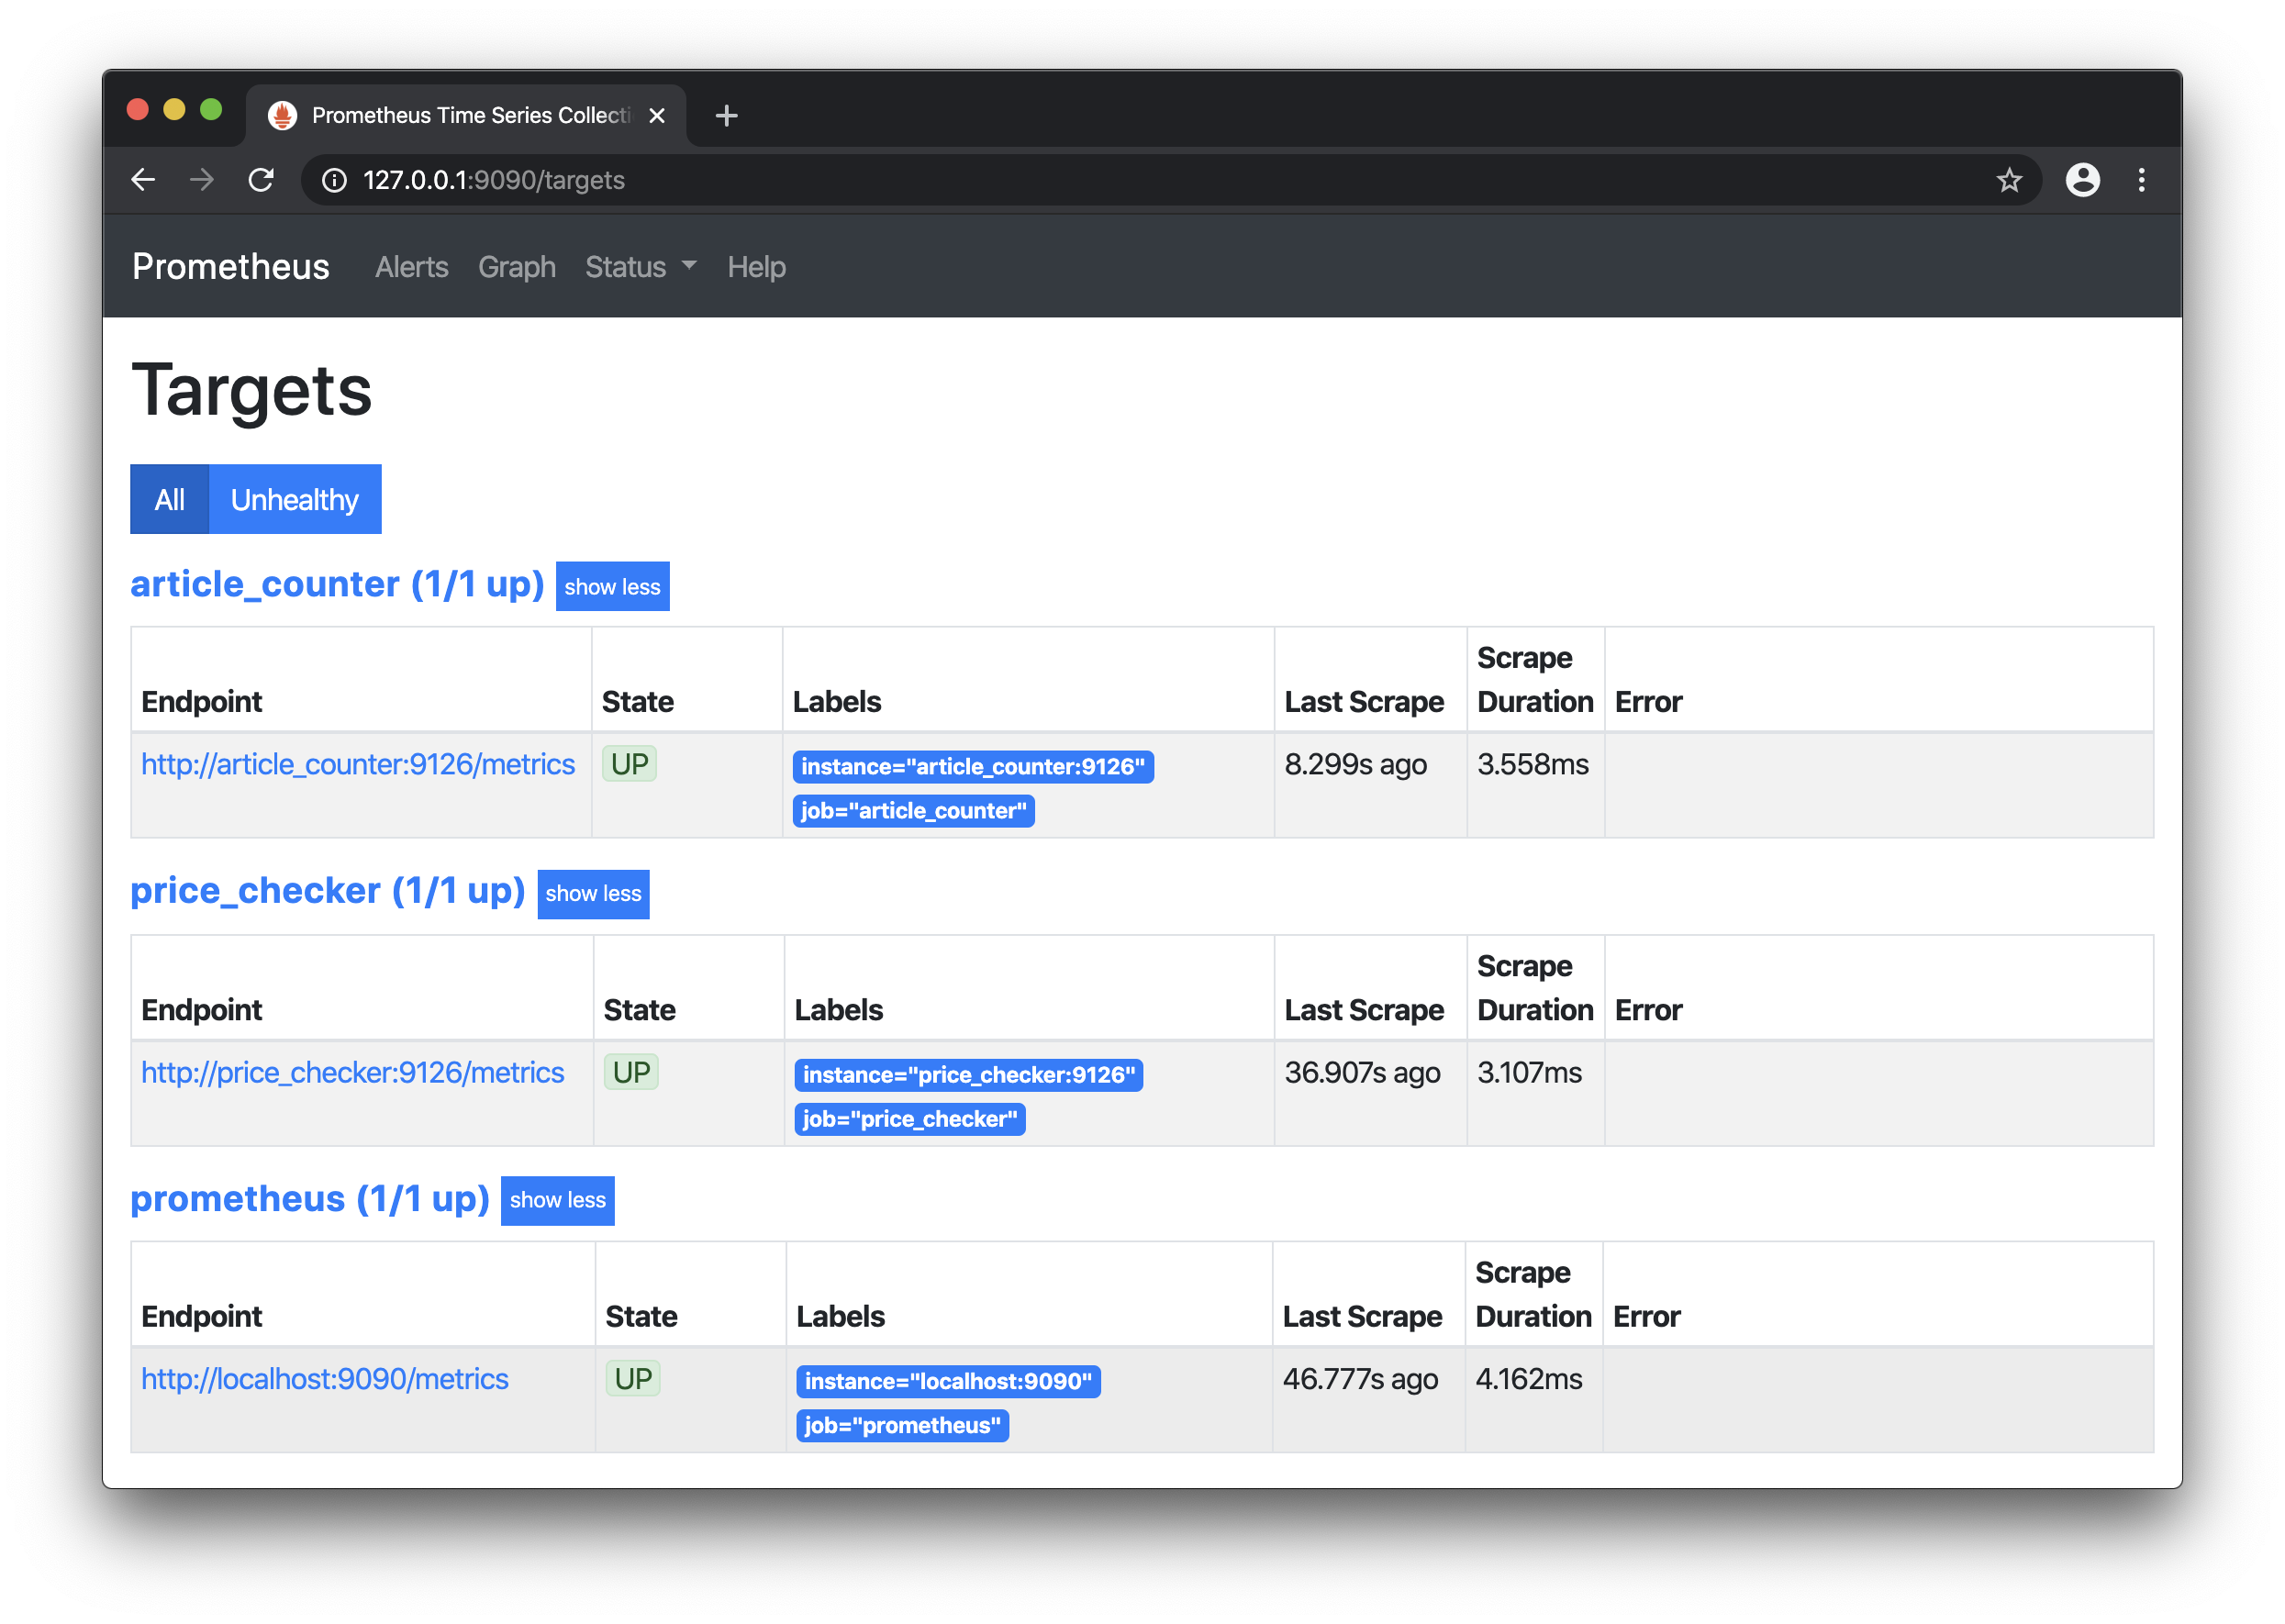 Prometheus Time Series Collecti
127.0.0.1:9090/targets
Prometheus Alerts Graph Status Help
Targets
All Unhealthy
article_counter (1/1 up) show less
Endpoint State Labels Last Scrape Scrape Duration Error
http://article_counter:9126/metrics UP instance="article_counter:9126" 8.299s ago 3.558ms
job="article_counter"
price_checker (1/1 up) show less
Endpoint State Labels Last Scrape Scrape Duration Error
http://price_checker:9126/metrics UP instance="price_checker:9126" 36.907s ago 3.107ms
job="price_checker"
prometheus (1/1 up) show less
Endpoint State Labels Last Scrape Scrape Duration Error
http://localhost:9090/metrics UP instance="localhost:9090" 46.777s ago 4.162ms
job="prometheus"